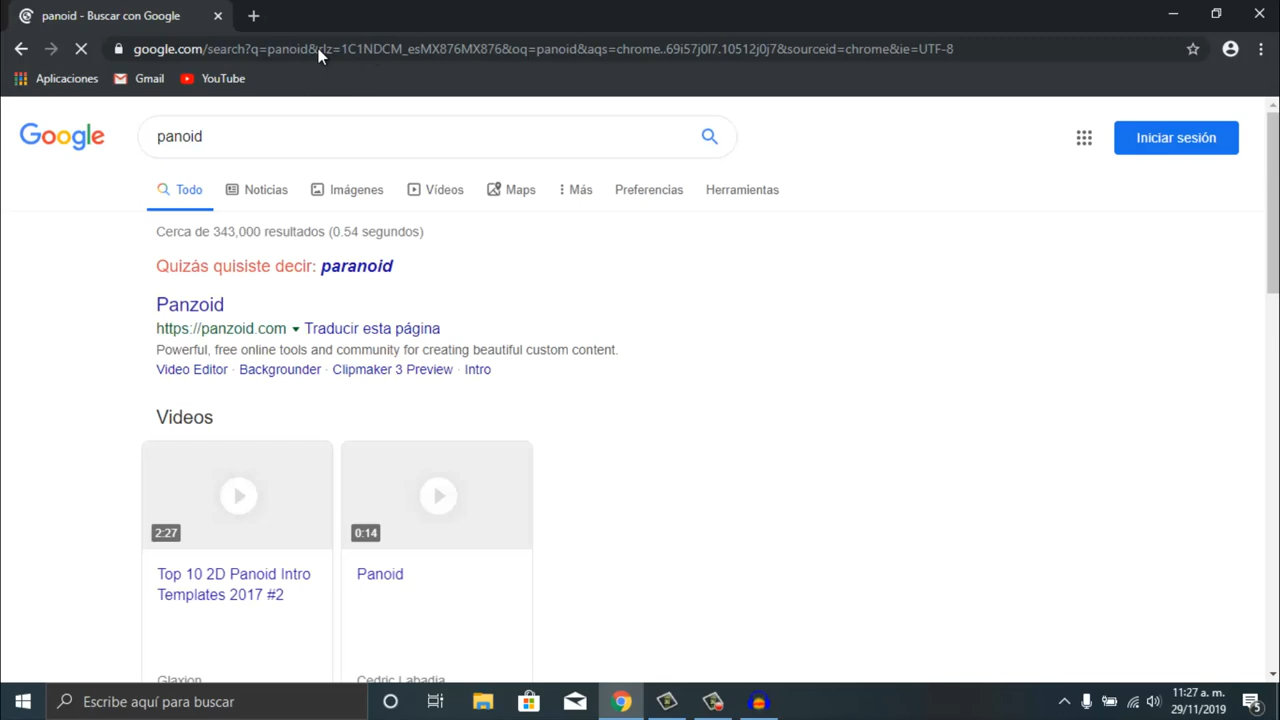 panoid - Buscar con Google
google.com/search?q=panoid&rlz=1C1NDCM_esMX876MX876&oq=panoid&aqs=chrome..69i57j0l7.10512j0j7&sourceid=chrome&ie=UTF-8
Aplicaciones Gmail YouTube
Google panoid Iniciar sesión
Todo Noticias Imágenes Vídeos Maps Más Preferencias Herramientas
Cerca de 343,000 resultados (0.54 segundos)
Quizás quisiste decir: paranoid
Panzoid
https://panzoid.com Traducir esta página
Powerful, free online tools and community for creating beautiful custom content.
Video Editor · Backgrounder · Clipmaker 3 Preview · Intro
Videos
2:27 0:14
Top 10 2D Panoid Intro
Templates 2017 #2
Panoid
Glaxion Cedric Labadia
Escribe aquí para buscar
11:27 a. m.
29/11/2019
5